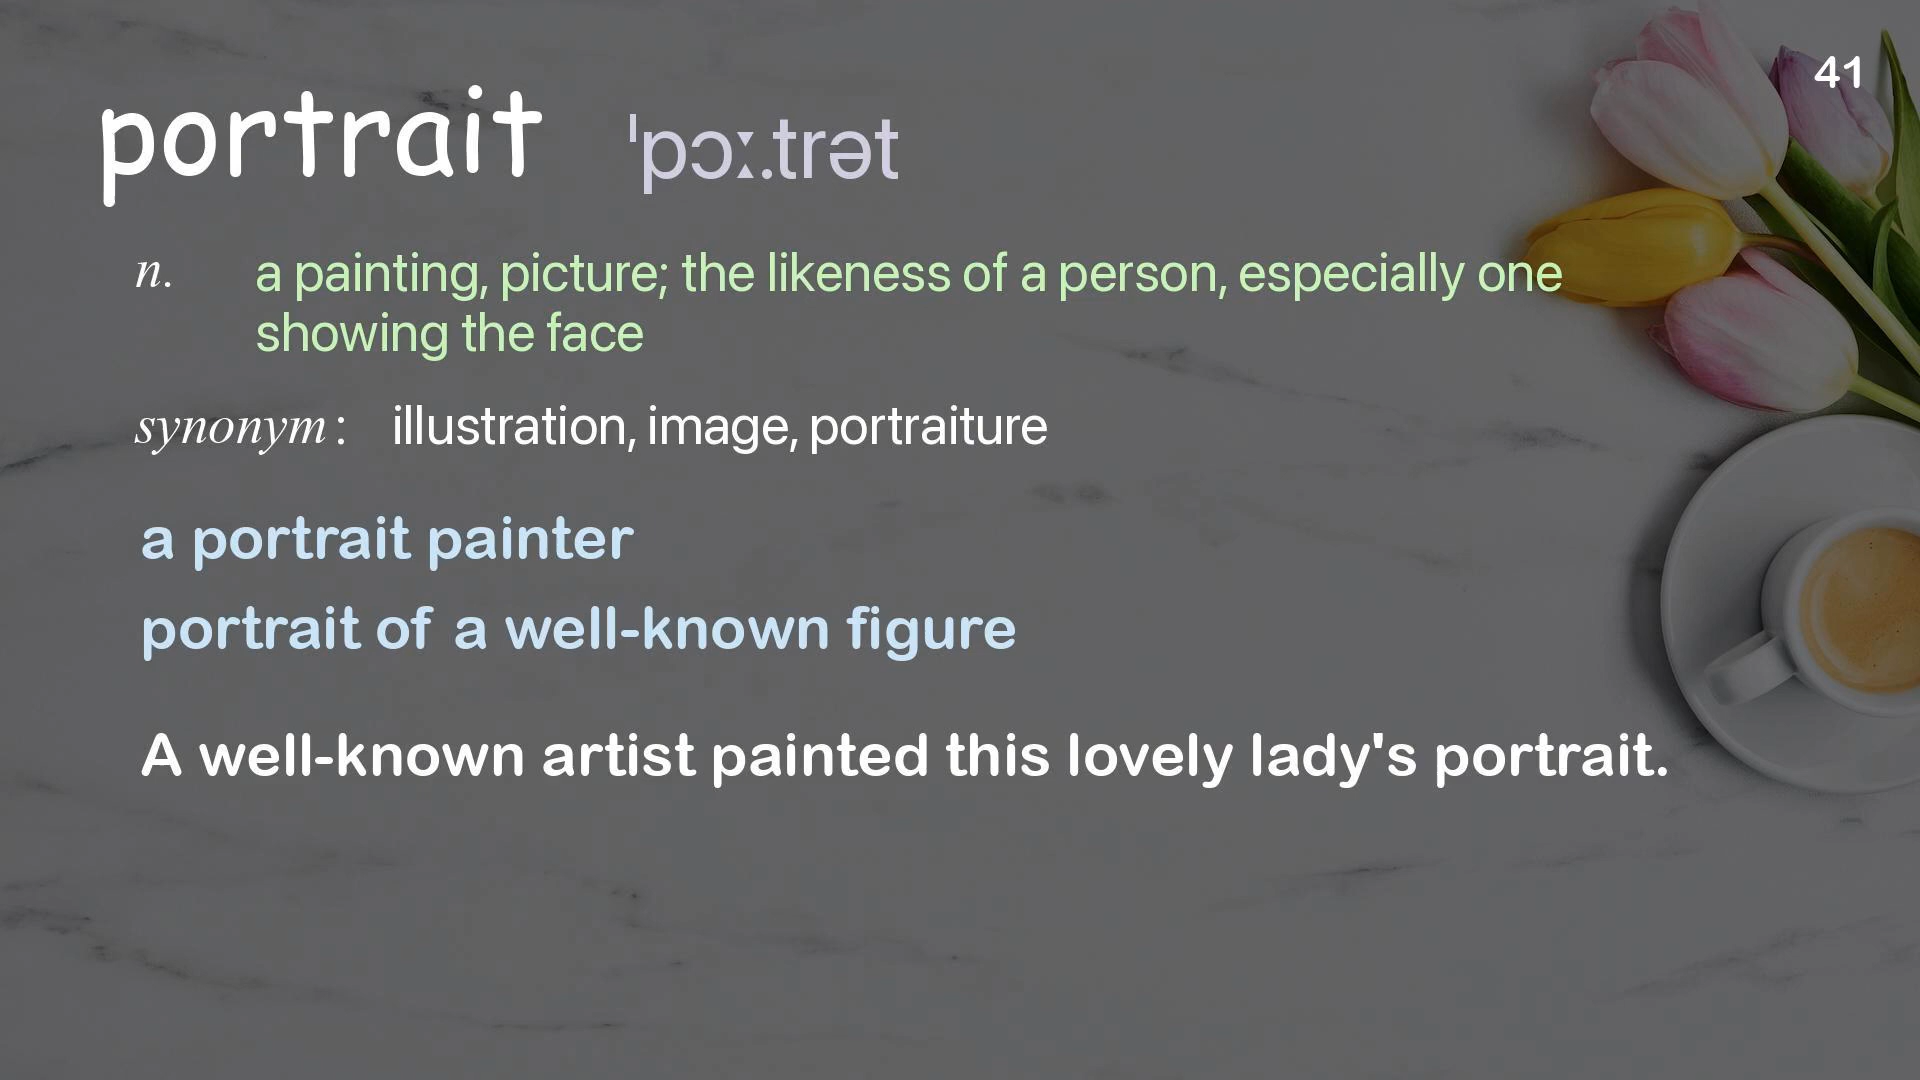 41
portrait ˈpɔː.trət
n. a painting, picture; the likeness of a person, especially one
showing the face
synonym: illustration, image, portraiture
a portrait painter
portrait of a well-known figure
A well-known artist painted this lovely lady's portrait.